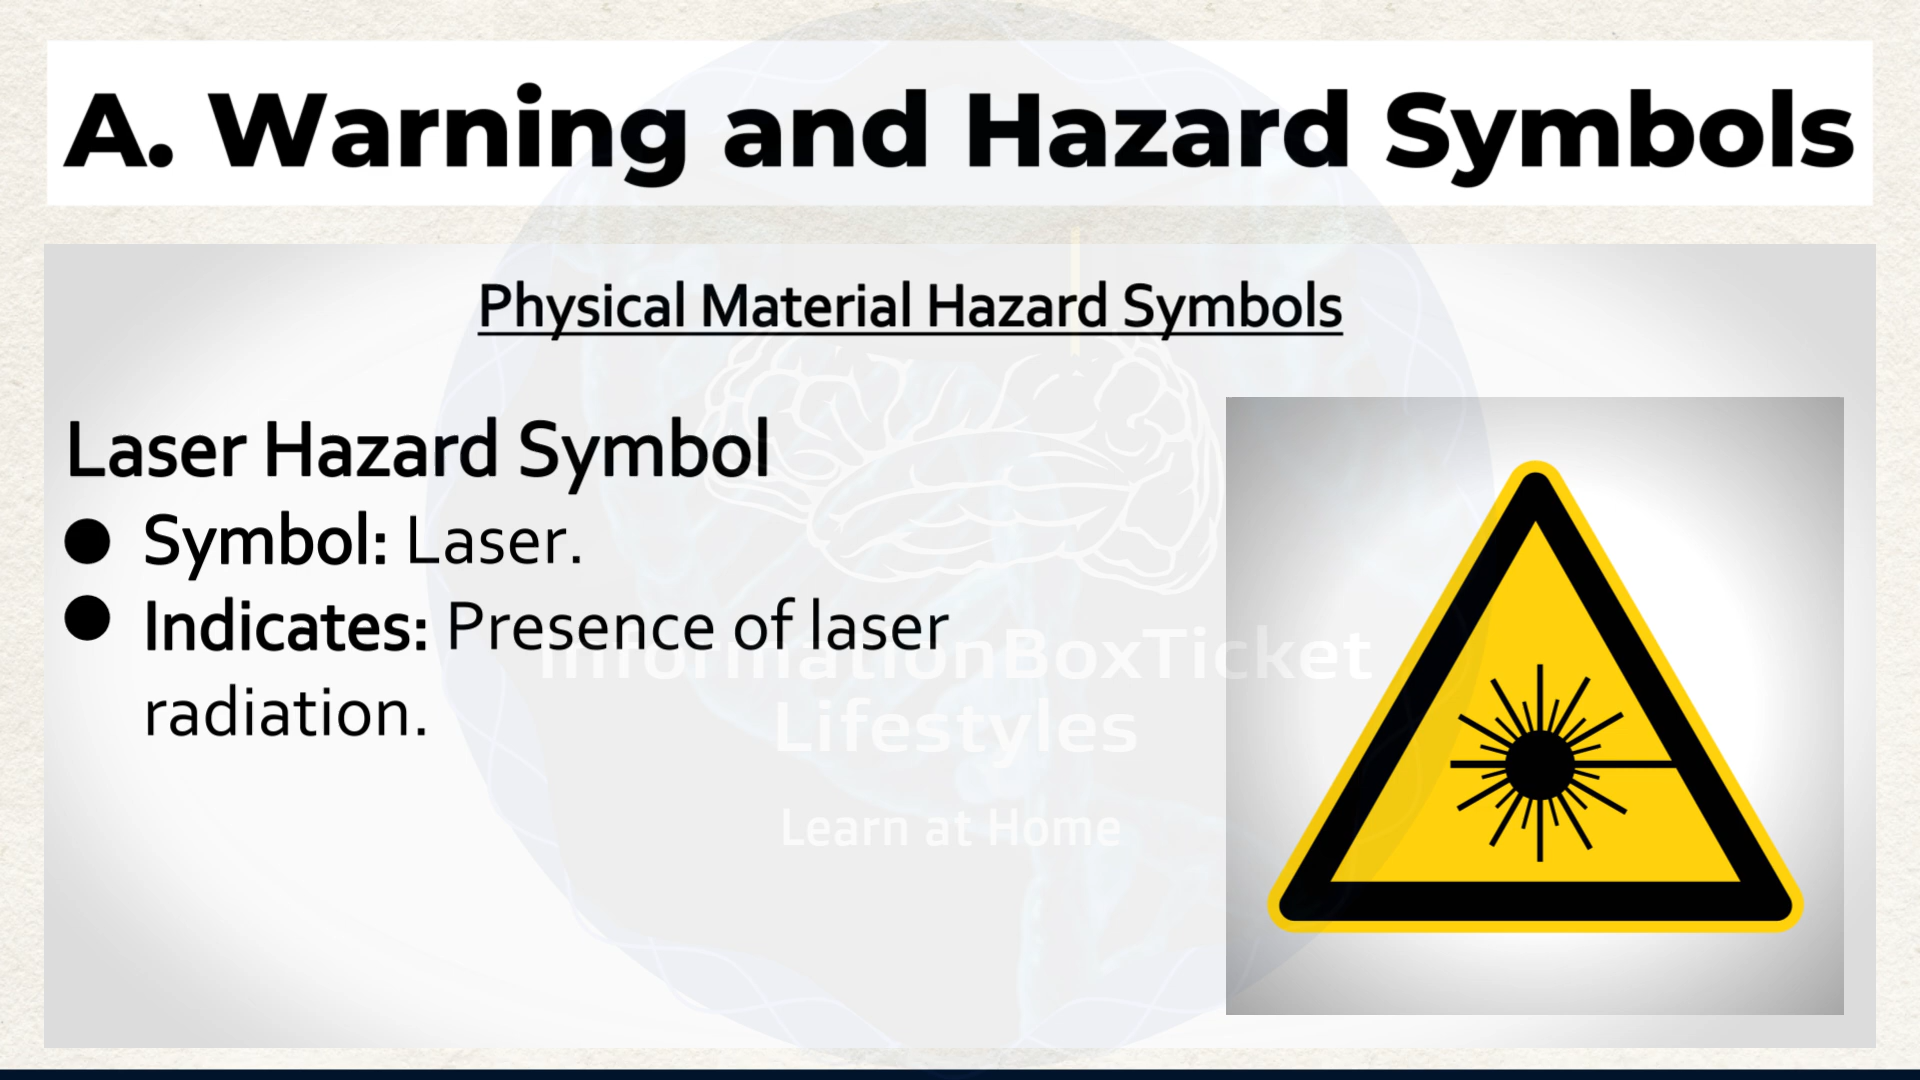 A. Warning and Hazard Symbols
Physical Material Hazard Symbols
Laser Hazard Symbol
● Symbol: Laser.
● Indicates: Presence of laser
radiation.
InformationBoxTicket
Lifestyles
Learn at Home